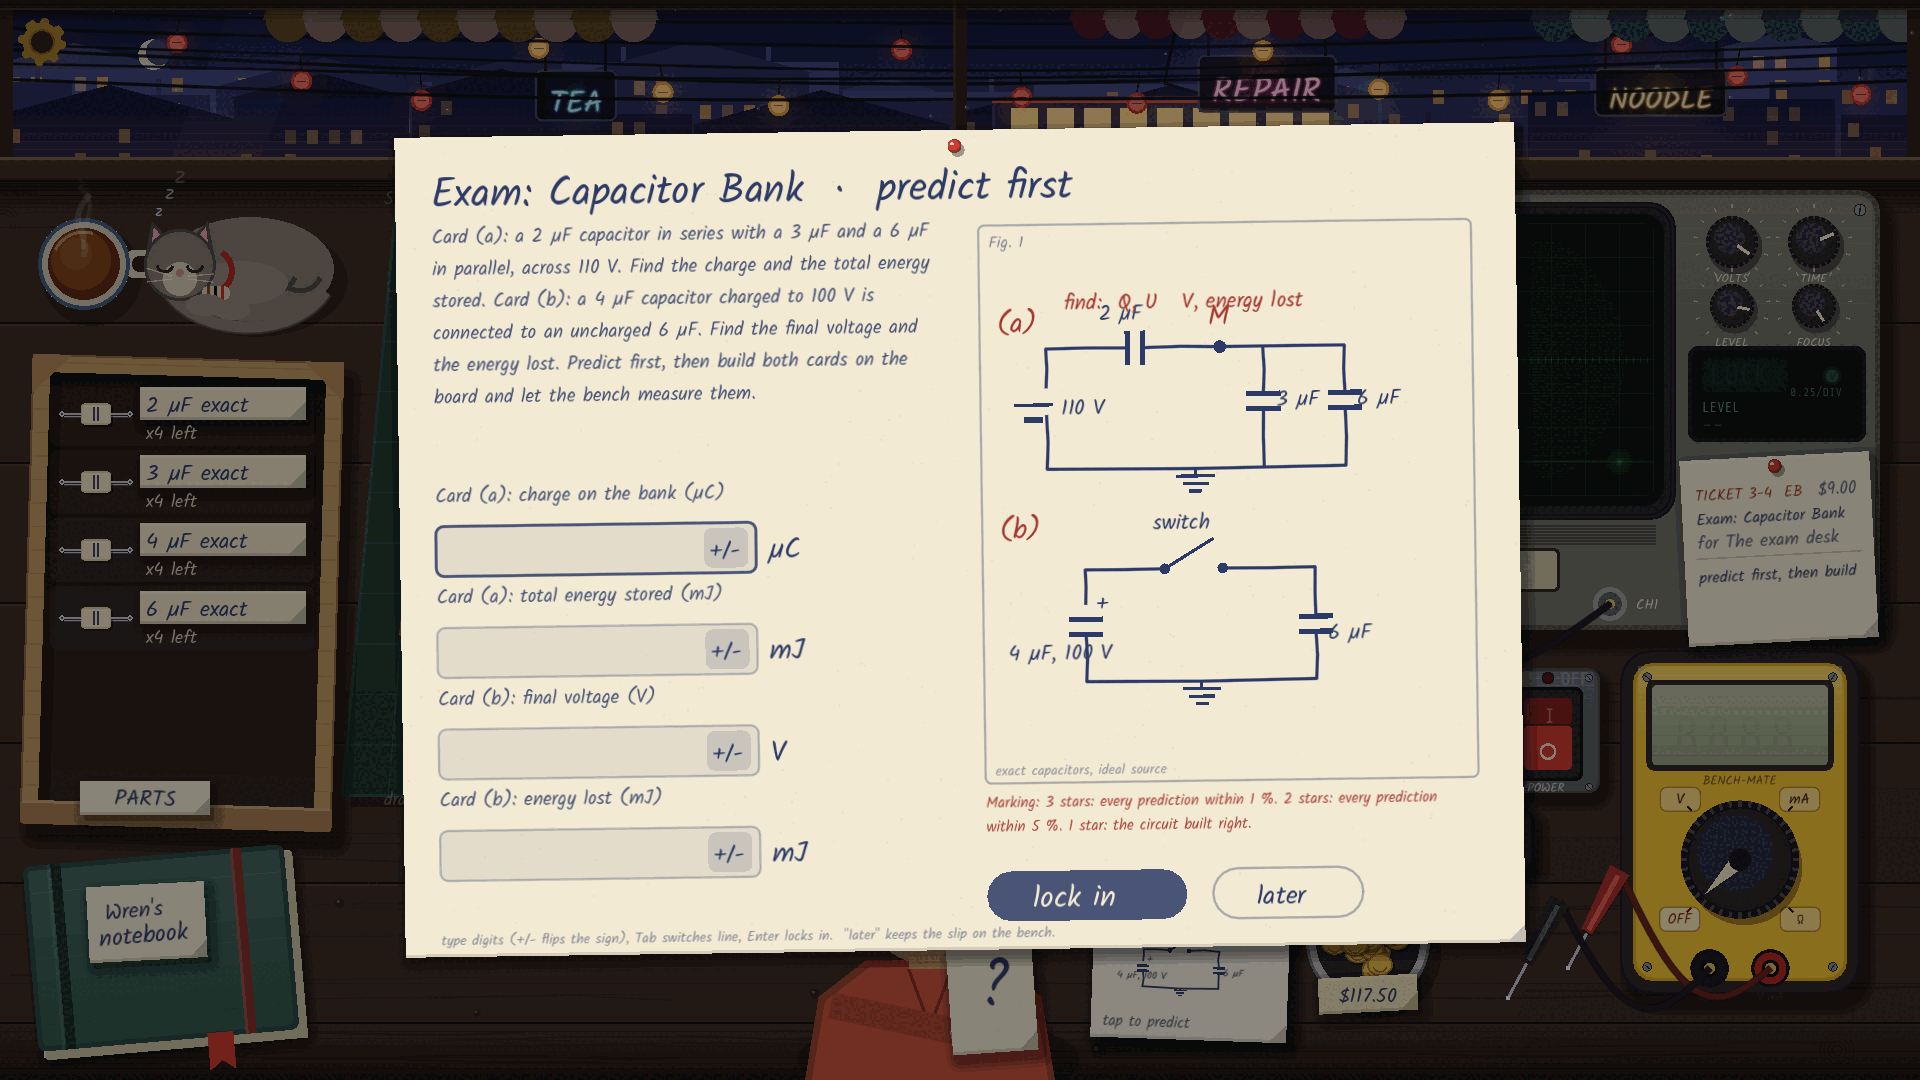 TEA
REPAIR
NOODLE
Exam: Capacitor Bank · predict first
Card (a): a 2 µF capacitor in series with a 3 µF and a 6 µF
in parallel, across 110 V. Find the charge and the total energy
stored. Card (b): a 4 µF capacitor charged to 100 V is
connected to an uncharged 6 µF. Find the final voltage and
the energy lost. Predict first, then build both cards on the
board and let the bench measure them.
Card (a): charge on the bank (µC)
+/- µC
Card (a): total energy stored (mJ)
+/- mJ
Card (b): final voltage (V)
+/- V
Card (b): energy lost (mJ)
+/- mJ
type digits (+/- flips the sign), Tab switches line, Enter locks in. "later" keeps the slip on the bench.
Fig. 1
find: Q, U V, energy lost
(a)
2 µF
M
110 V
3 µF
6 µF
(b)
switch
+
4 µF, 100 V
6 µF
exact capacitors, ideal source
Marking: 3 stars: every prediction within 1 %. 2 stars: every prediction
within 5 %. 1 star: the circuit built right.
lock in
later
z
z
z
2 µF exact
x4 left
3 µF exact
x4 left
4 µF exact
x4 left
6 µF exact
x4 left
PARTS
Wren's
notebook
?
4 µF, 100 V
6 µF
tap to predict
$117.50
VOLTS
TIME
LEVEL
FOCUS
0.25/DIV
LEVEL
--
CH1
TICKET 3-4 EB $9.00
Exam: Capacitor Bank
for The exam desk
predict first, then build
OFF
I
POWER
BENCH-MATE
V
mA
OFF
Ω